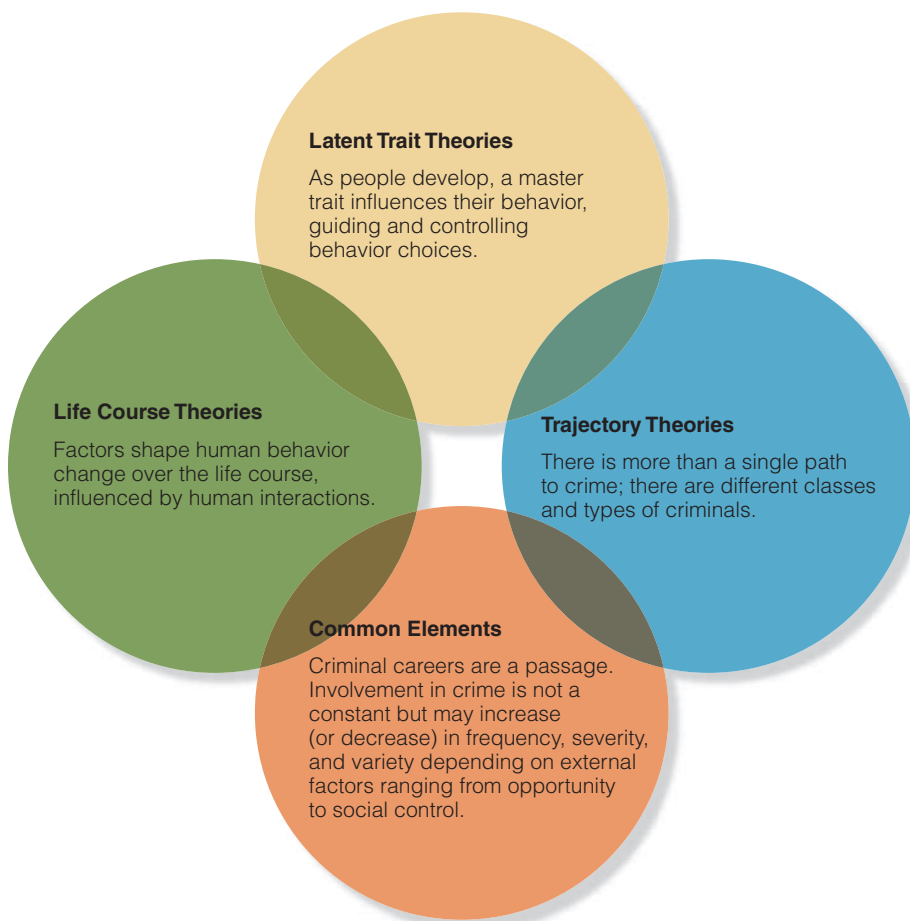 Latent Trait Theories
As people develop, a master
trait influences their behavior,
guiding and controlling
behavior choices.
Life Course Theories
Factors shape human behavior
change over the life course,
influenced by human interactions.
Trajectory Theories
There is more than a single path
to crime; there are different classes
and types of criminals.
Common Elements
Criminal careers are a passage.
Involvement in crime is not a
constant but may increase
(or decrease) in frequency, severity,
and variety depending on external
factors ranging from opportunity
to social control.